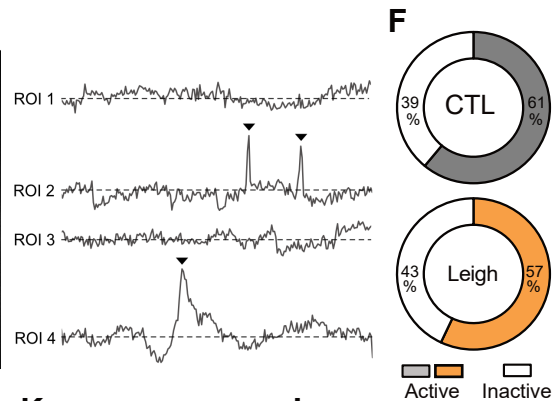 F
ROI 1
ROI 2
ROI 3
ROI 4
39
%
CTL
61
%
43
%
Leigh
57
%
Active Inactive